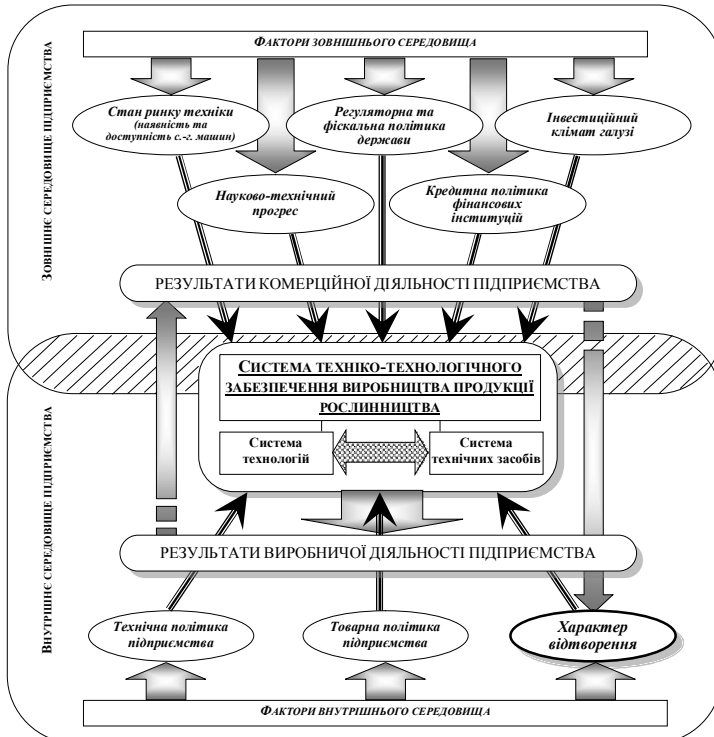 ФАКТОРИ ЗОВНІШНЬОГО СЕРЕДОВИЩА
ЗОВНІШНЄ СЕРЕДОВИЩЕ ПІДПРИЄМСТВА
Стан ринку техніки
(наявність та
доступність с.-г. машин)
Регуляторна та
фіскальна політика
держави
Інвестиційний
клімат галузі
Науково-технічний
прогрес
Кредитна політика
фінансових
інституцій
РЕЗУЛЬТАТИ КОМЕРЦІЙНОЇ ДІЯЛЬНОСТІ ПІДПРИЄМСТВА
СИСТЕМА ТЕХНІКО-ТЕХНОЛОГІЧНОГО
ЗАБЕЗПЕЧЕННЯ ВИРОБНИЦТВА ПРОДУКЦІЇ
РОСЛИННИЦТВА
Система
технологій
Система
технічних засобів
ВНУТРІШНЄ СЕРЕДОВИЩЕ ПІДПРИЄМСТВА
РЕЗУЛЬТАТИ ВИРОБНИЧОЇ ДІЯЛЬНОСТІ ПІДПРИЄМСТВА
Технічна політика
підприємства
Товарна політика
підприємства
Характер
відтворення
ФАКТОРИ ВНУТРІШНЬОГО СЕРЕДОВИЩА